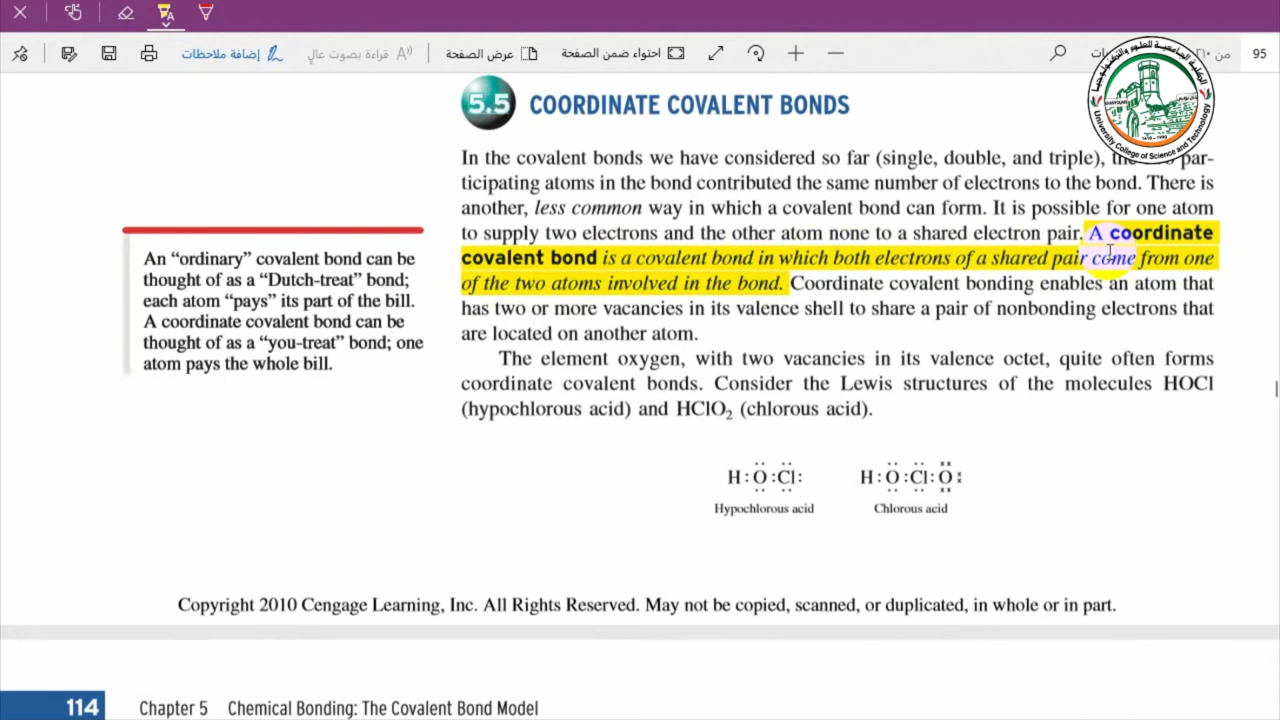 إضافة ملاحظات
قراءة بصوت عالٍ
عرض الصفحة
احتواء ضمن الصفحة
من
95
University College of Science and Technology
5.5 COORDINATE COVALENT BONDS
In the covalent bonds we have considered so far (single, double, and triple), par-
ticipating atoms in the bond contributed the same number of electrons to the bond. There is
another, less common way in which a covalent bond can form. It is possible for one atom
to supply two electrons and the other atom none to a shared electron pair. A coordinate
covalent bond is a covalent bond in which both electrons of a shared pair come from one
of the two atoms involved in the bond. Coordinate covalent bonding enables an atom that
has two or more vacancies in its valence shell to share a pair of nonbonding electrons that
are located on another atom.
The element oxygen, with two vacancies in its valence octet, quite often forms
coordinate covalent bonds. Consider the Lewis structures of the molecules HOCl
(hypochlorous acid) and HClO₂ (chlorous acid).
An “ordinary” covalent bond can be
thought of as a “Dutch-treat” bond;
each atom “pays” its part of the bill.
A coordinate covalent bond can be
thought of as a “you-treat” bond; one
atom pays the whole bill.
H:O:Cl:
Hypochlorous acid
H:O:Cl:O:
Chlorous acid
Copyright 2010 Cengage Learning, Inc. All Rights Reserved. May not be copied, scanned, or duplicated, in whole or in part.
114 Chapter 5 Chemical Bonding: The Covalent Bond Model